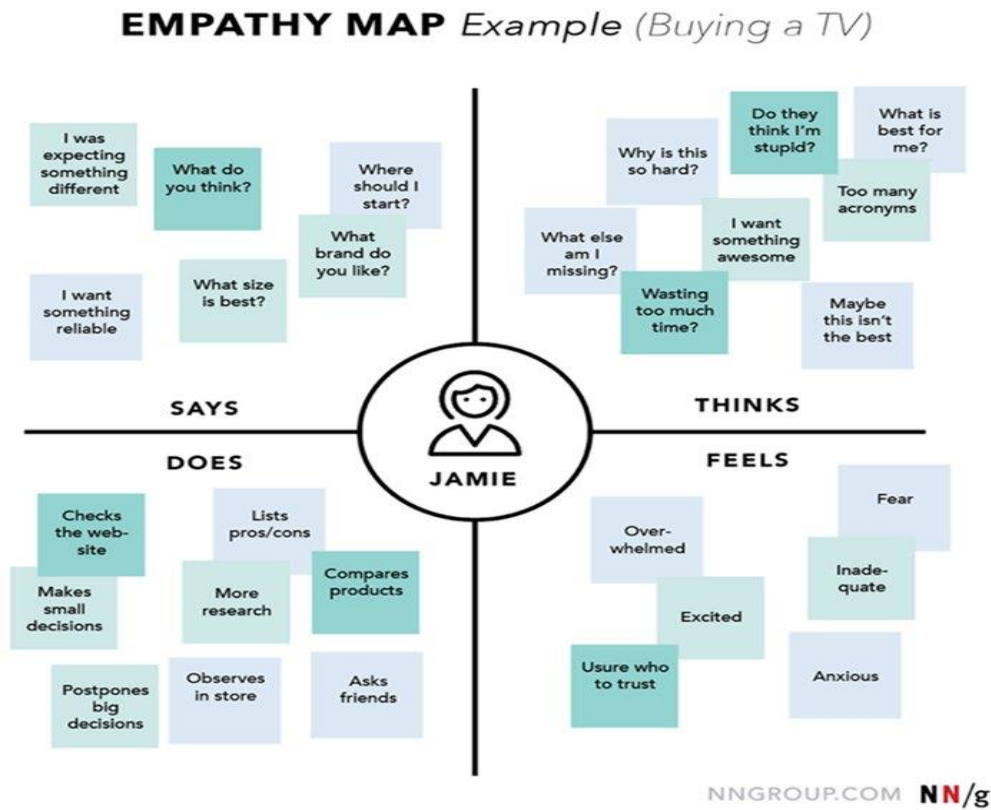 EMPATHY MAP Example (Buying a TV)
I was
expecting
something
different
What do
you think?
Where
should I
start?
What
brand do
you like?
I want
something
reliable
What size
is best?
SAYS
Why is this
so hard?
Do they
think I'm
stupid?
What is
best for
me?
Too many
acronyms
What else
am I
missing?
I want
something
awesome
Wasting
too much
time?
Maybe
this isn't
the best
THINKS
JAMIE
DOES
Checks
the web-
site
Lists
pros/cons
Makes
small
decisions
More
research
Compares
products
Postpones
big
decisions
Observes
in store
Asks
friends
FEELS
Over-
whelmed
Fear
Inade-
quate
Excited
Usure who
to trust
Anxious
NNGROUP.COM NN/g